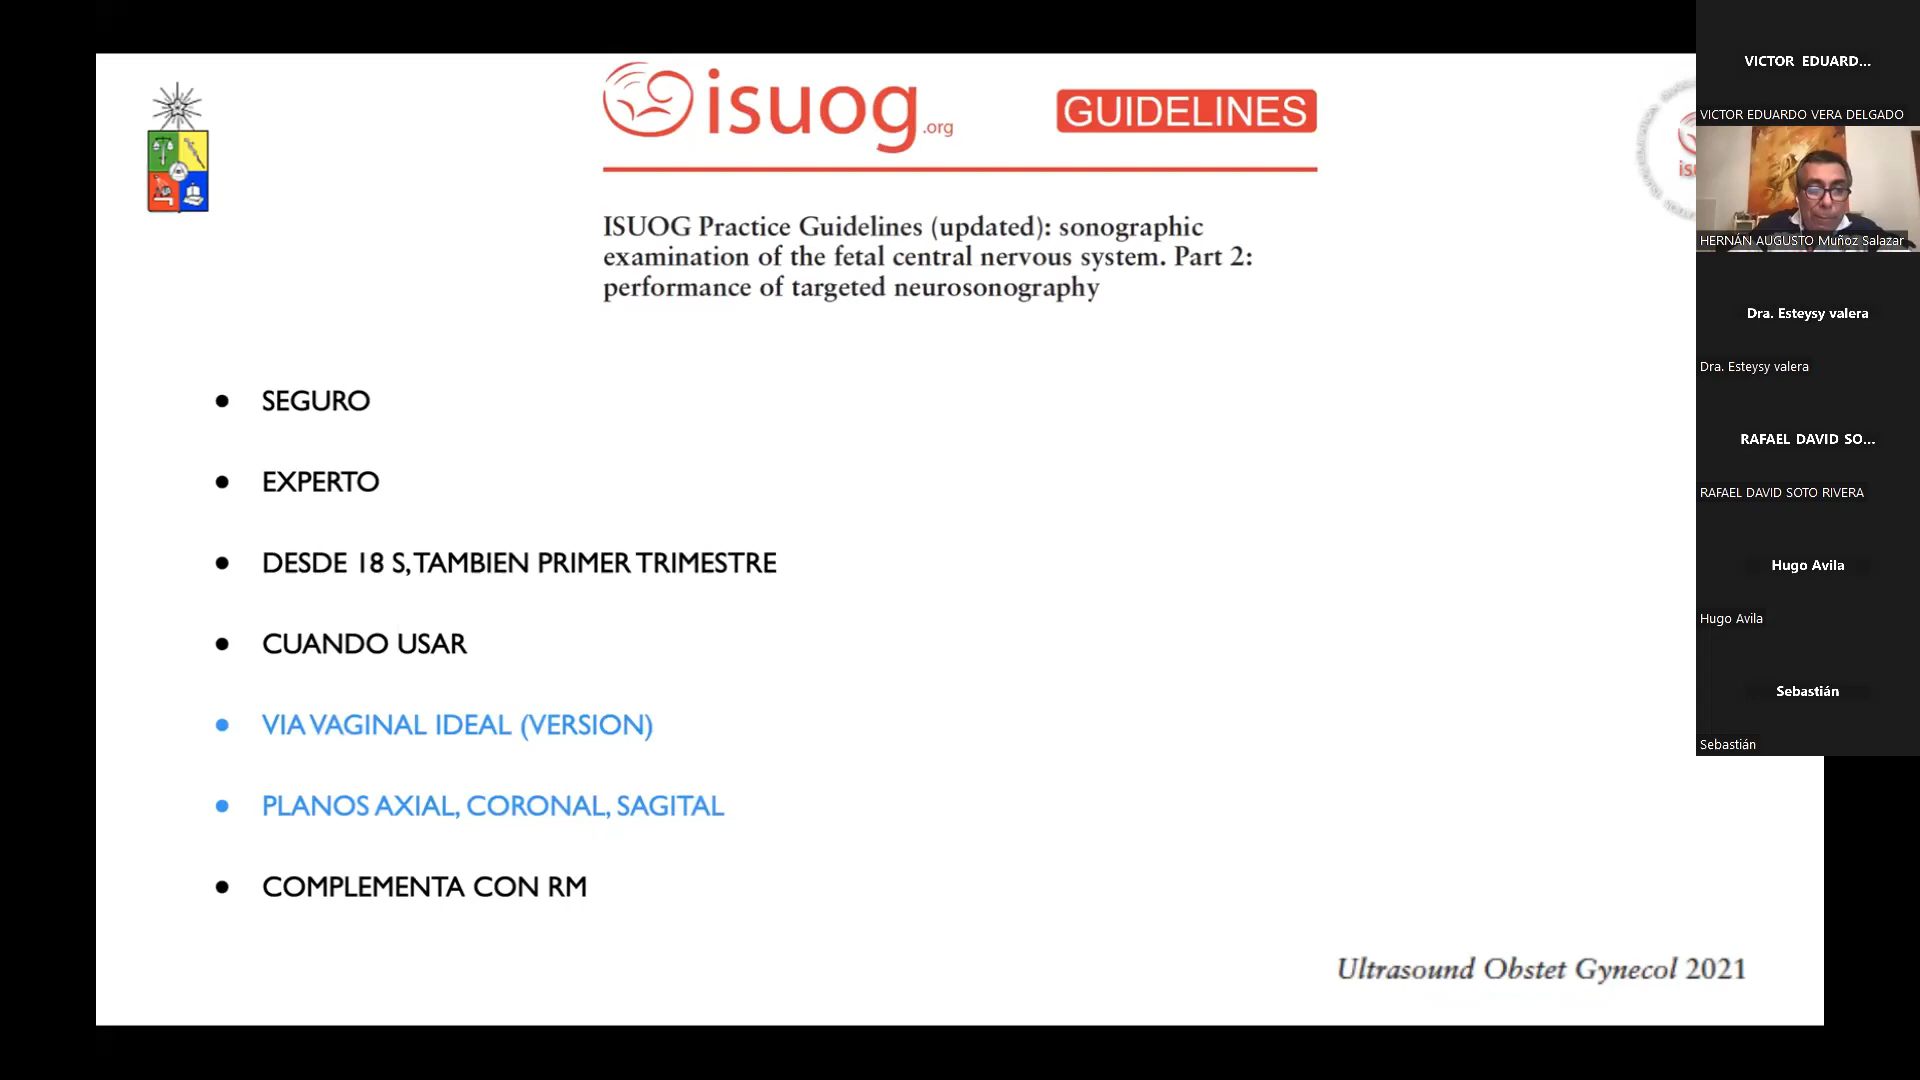 isuog.org
GUIDELINES
ISUOG Practice Guidelines (updated): sonographic
examination of the fetal central nervous system. Part 2:
performance of targeted neurosonography
• SEGURO
• EXPERTO
• DESDE 18 S, TAMBIEN PRIMER TRIMESTRE
• CUANDO USAR
• VIA VAGINAL IDEAL (VERSION)
• PLANOS AXIAL, CORONAL, SAGITAL
• COMPLEMENTA CON RM
Ultrasound Obstet Gynecol 2021
VICTOR EDUARD...
VICTOR EDUARDO VERA DELGADO
HERNÁN AUGUSTO Muñoz Salazar
Dra. Esteysy valera
Dra. Esteysy valera
RAFAEL DAVID SO...
RAFAEL DAVID SOTO RIVERA
Hugo Avila
Hugo Avila
Sebastián
Sebastián